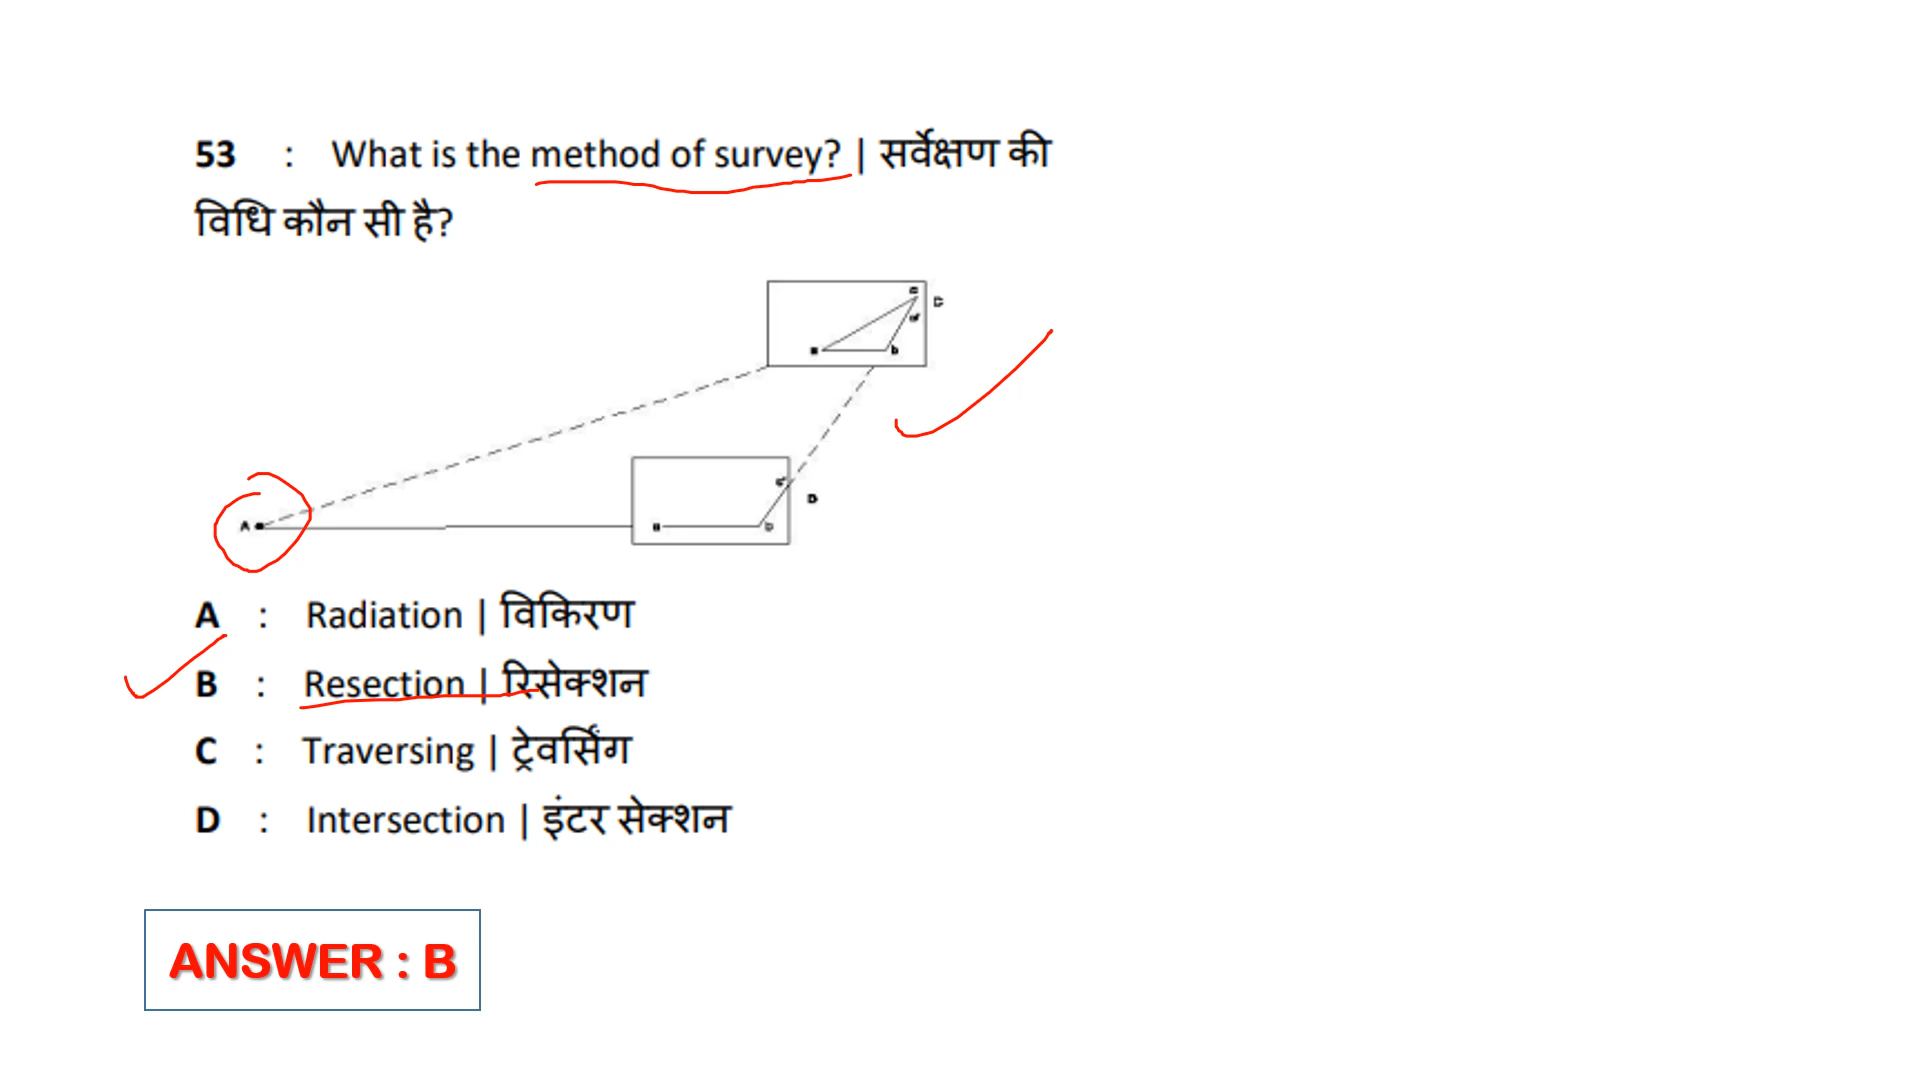 53 : What is the method of survey? | सर्वेक्षण की
विधि कौन सी है?
c
C
c'
a
b
c'
D
A
a
b
A : Radiation | विकिरण
B : Resection | रिसेक्शन
C : Traversing | ट्रेवर्सिंग
D : Intersection | इंटर सेक्शन
ANSWER : B